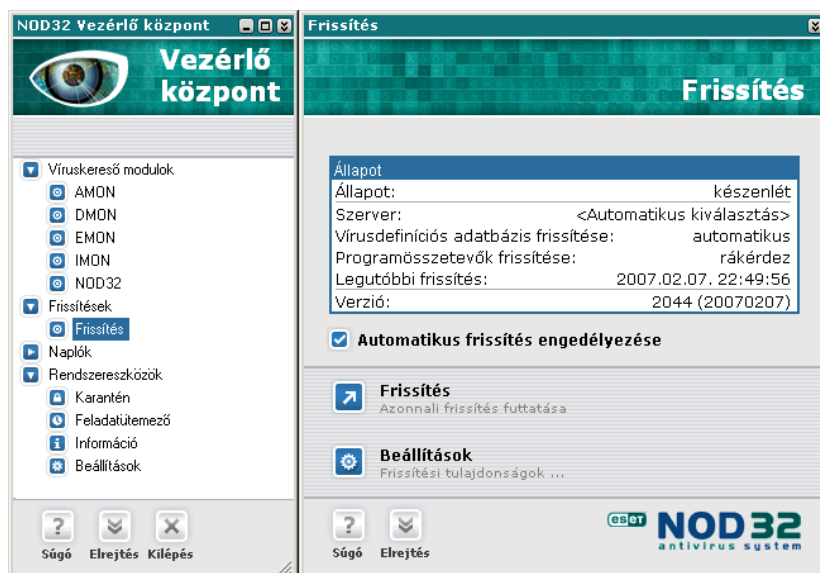 NOD32 Vezérlő központ
Vezérlő
központ
Víruskereső modulok
AMON
DMON
EMON
IMON
NOD32
Frissítések
Frissítés
Naplók
Rendszereszközök
Karantén
Feladatütemező
Információ
Beállítások
?
Súgó
Elrejtés
Kilépés
Frissítés
Frissítés
Állapot
Állapot: készenlét
Szerver: <Automatikus kiválasztás>
Vírusdefiníciós adatbázis frissítése: automatikus
Programösszetevők frissítése: rákérdez
Legutóbbi frissítés: 2007.02.07. 22:49:56
Verzió: 2044 (20070207)
Automatikus frissítés engedélyezése
Frissítés
Azonnali frissítés futtatása
Beállítások
Frissítési tulajdonságok ...
?
Súgó
Elrejtés
eset NOD32
antivirus system